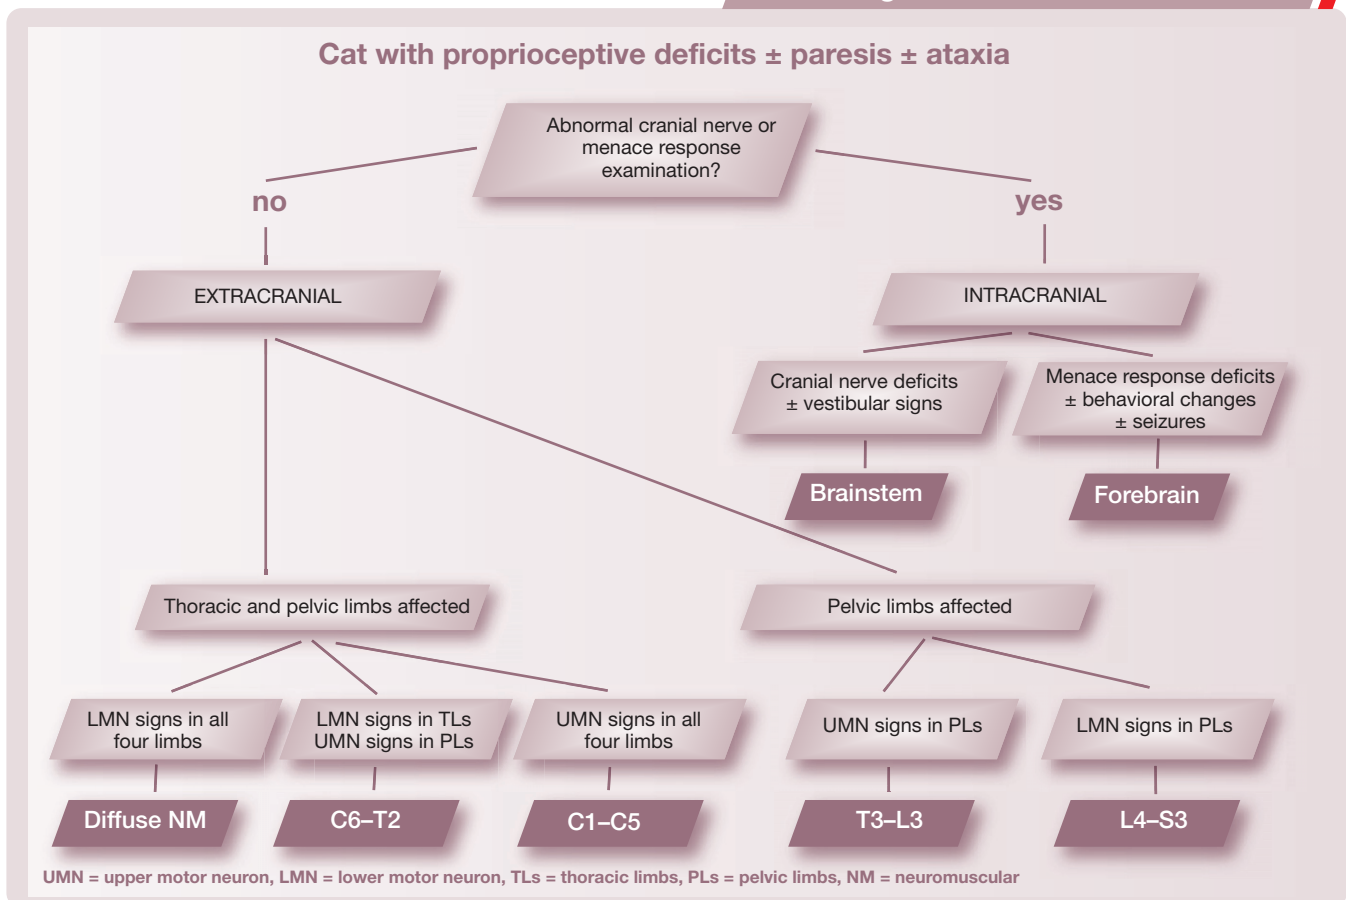 Cat with proprioceptive deficits ± paresis ± ataxia
Abnormal cranial nerve or
menace response
examination?
no
yes
EXTRACRANIAL
INTRACRANIAL
Cranial nerve deficits
± vestibular signs
Menace response deficits
± behavioral changes
± seizures
Brainstem
Forebrain
Thoracic and pelvic limbs affected
Pelvic limbs affected
LMN signs in all
four limbs
LMN signs in TLs
UMN signs in PLs
UMN signs in all
four limbs
UMN signs in PLs
LMN signs in PLs
Diffuse NM
C6–T2
C1–C5
T3–L3
L4–S3
UMN = upper motor neuron, LMN = lower motor neuron, TLs = thoracic limbs, PLs = pelvic limbs, NM = neuromuscular